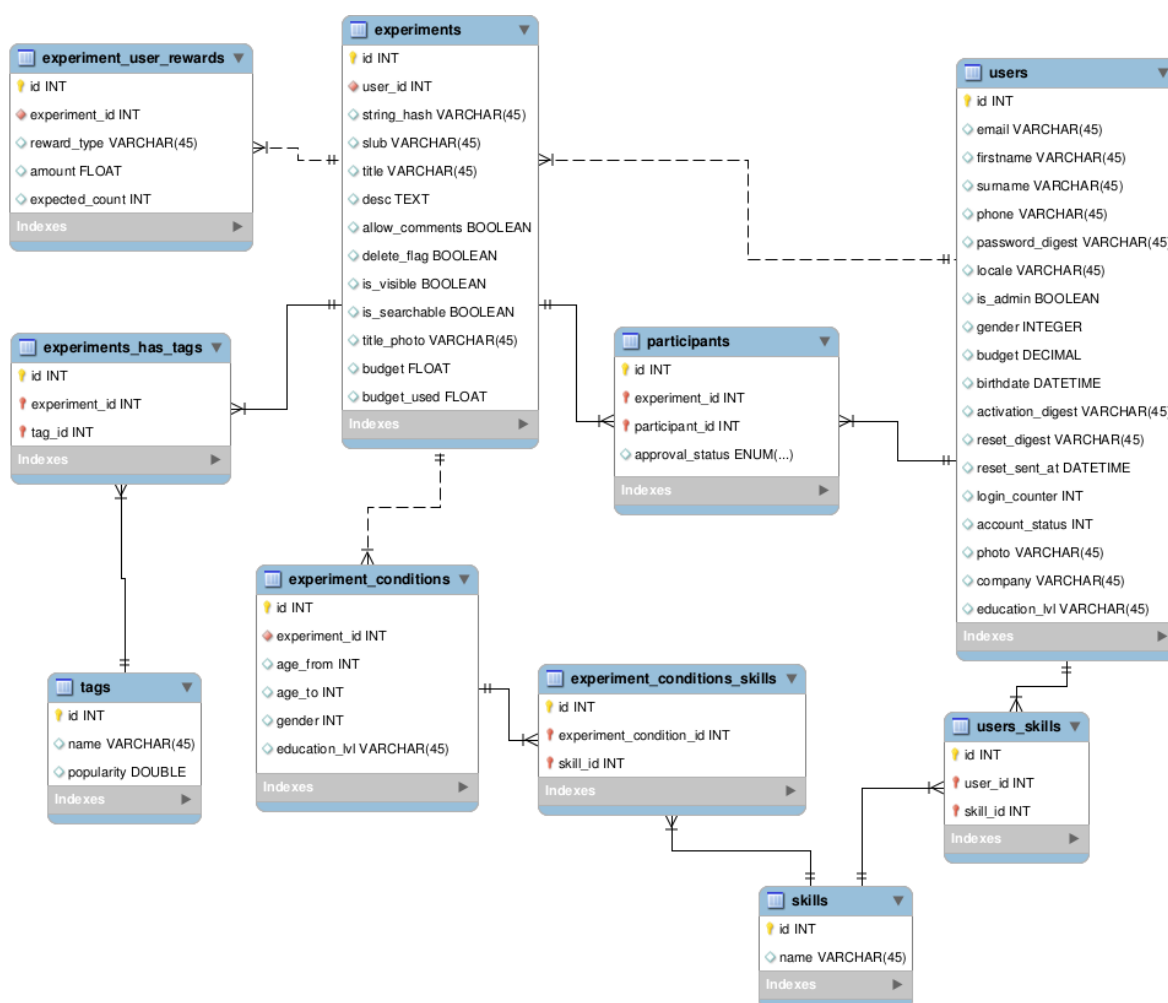 experiments
id INT
user_id INT
string_hash VARCHAR(45)
slub VARCHAR(45)
title VARCHAR(45)
desc TEXT
allow_comments BOOLEAN
delete_flag BOOLEAN
is_visible BOOLEAN
is_searchable BOOLEAN
title_photo VARCHAR(45)
budget FLOAT
budget_used FLOAT
Indexes
experiment_user_rewards
id INT
experiment_id INT
reward_type VARCHAR(45)
amount FLOAT
expected_count INT
Indexes
users
id INT
email VARCHAR(45)
firstname VARCHAR(45)
surname VARCHAR(45)
phone VARCHAR(45)
password_digest VARCHAR(45)
locale VARCHAR(45)
is_admin BOOLEAN
gender INTEGER
budget DECIMAL
birthdate DATETIME
activation_digest VARCHAR(45)
reset_digest VARCHAR(45)
reset_sent_at DATETIME
login_counter INT
account_status INT
photo VARCHAR(45)
company VARCHAR(45)
education_lvl VARCHAR(45)
Indexes
experiments_has_tags
id INT
experiment_id INT
tag_id INT
Indexes
participants
id INT
experiment_id INT
participant_id INT
approval_status ENUM(...)
Indexes
experiment_conditions
id INT
experiment_id INT
age_from INT
age_to INT
gender INT
education_lvl VARCHAR(45)
Indexes
experiment_conditions_skills
id INT
experiment_condition_id INT
skill_id INT
Indexes
tags
id INT
name VARCHAR(45)
popularity DOUBLE
Indexes
users_skills
id INT
user_id INT
skill_id INT
Indexes
skills
id INT
name VARCHAR(45)
Indexes